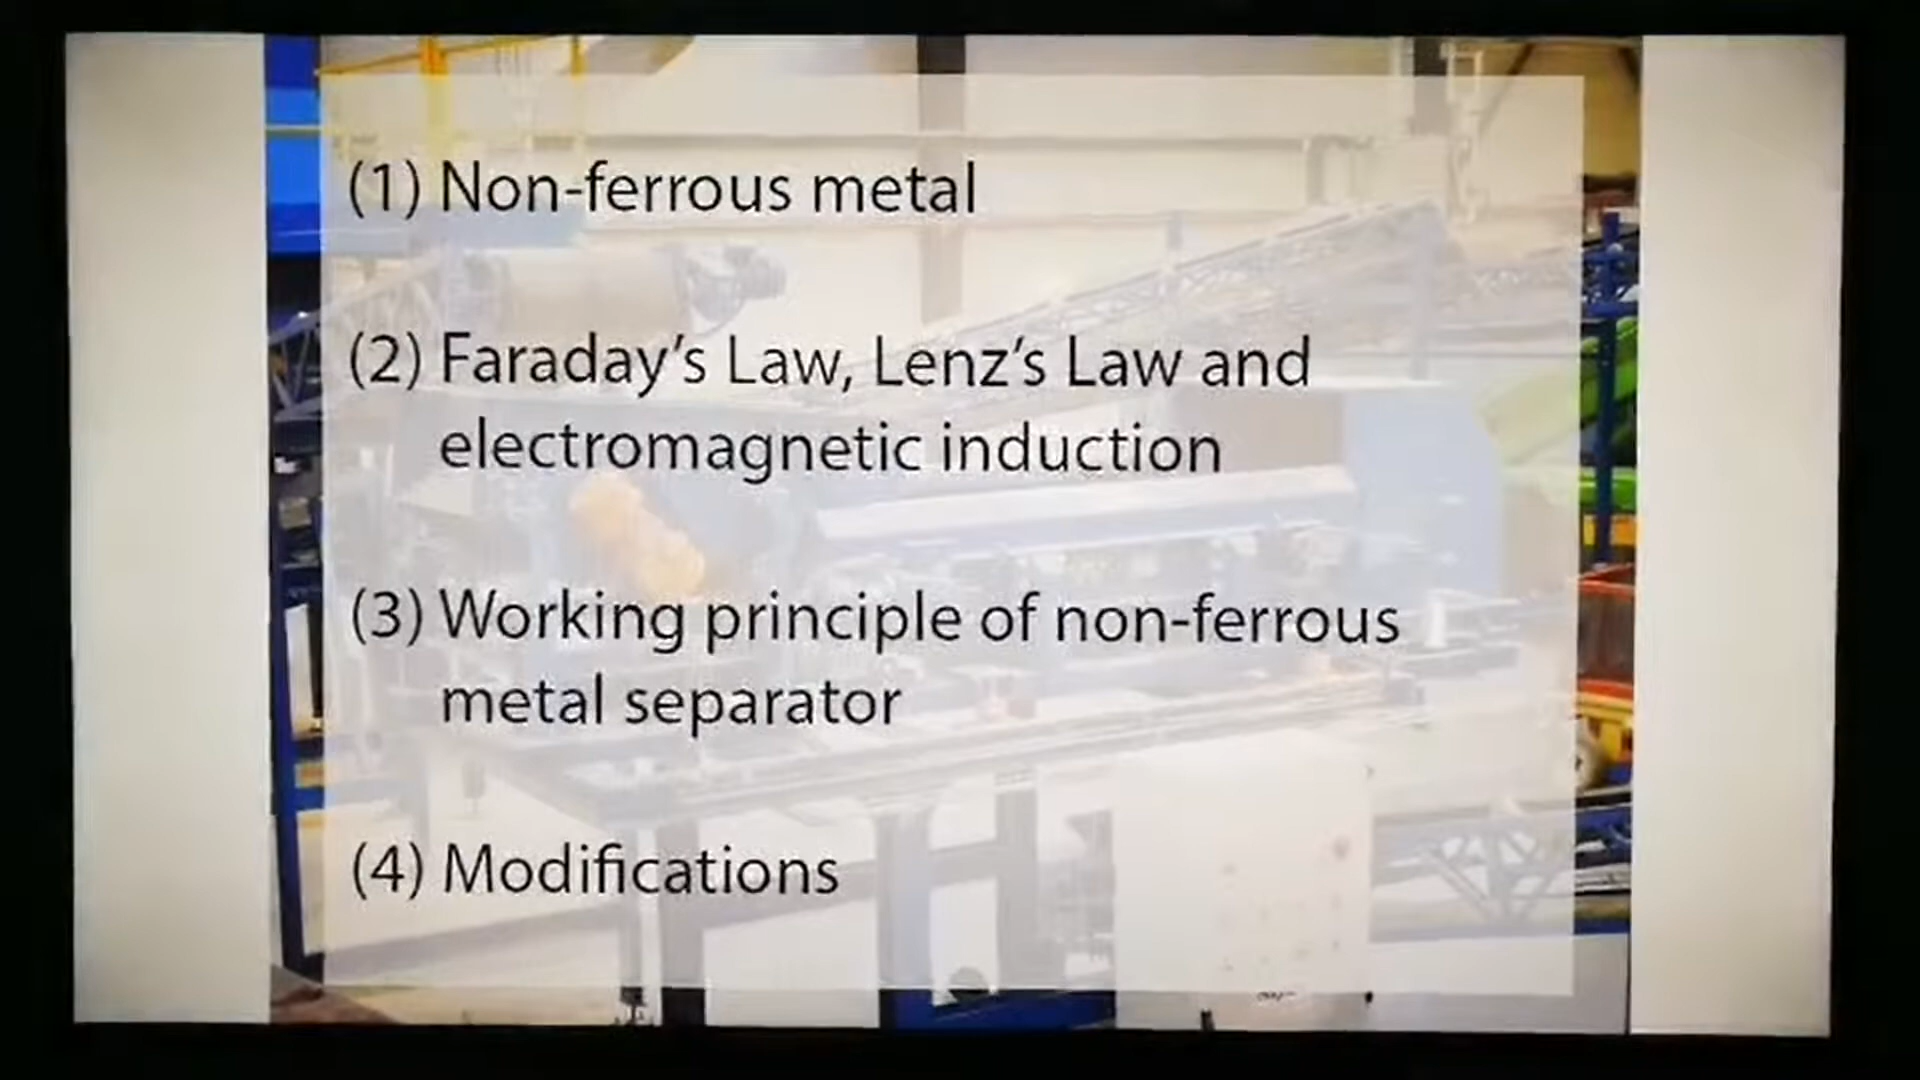 (1) Non-ferrous metal
(2) Faraday’s Law, Lenz’s Law and
electromagnetic induction
(3) Working principle of non-ferrous
metal separator
(4) Modifications